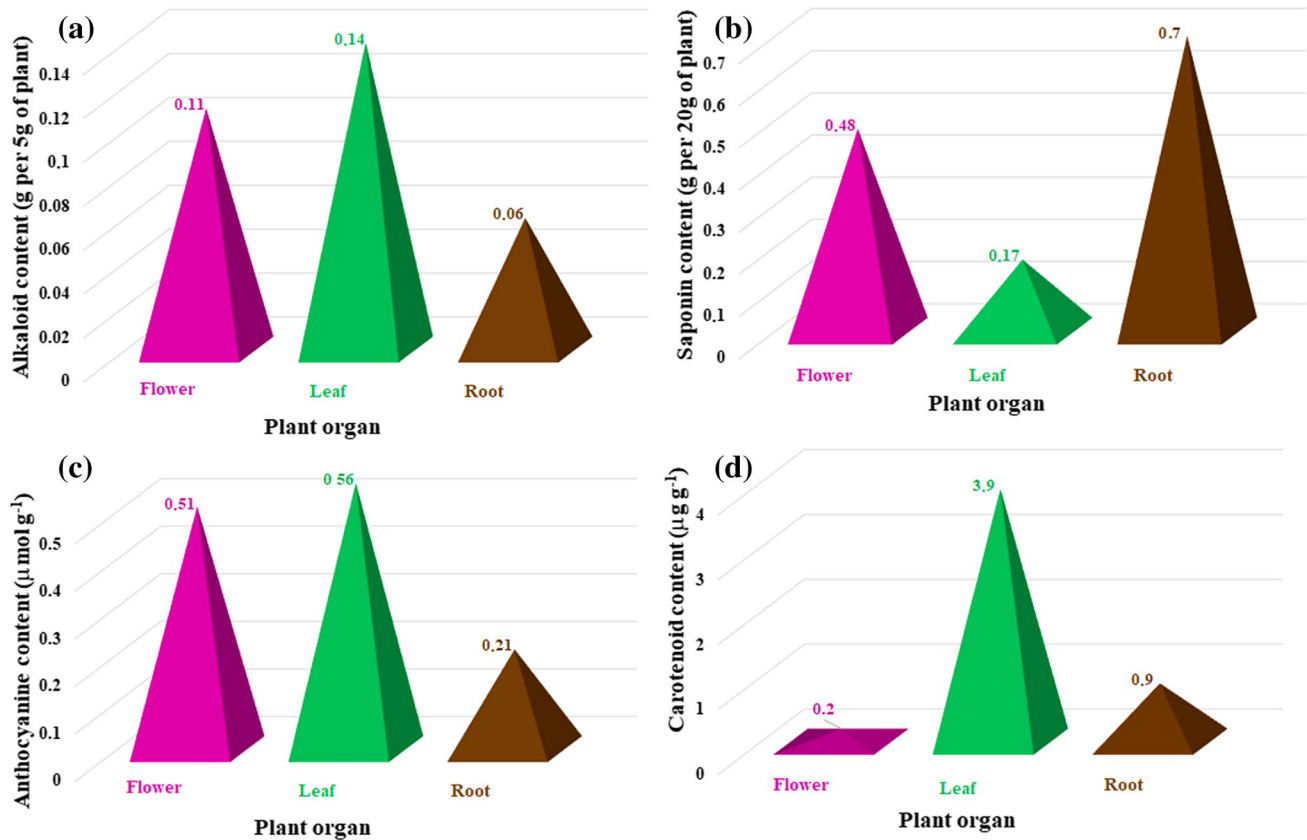 (a)
Alkaloid content (g per 5g of plant)
0.14
0.12
0.1
0.08
0.06
0.04
0.02
0
0.11
0.14
0.06
Flower
Leaf
Root
Plant organ
(b)
Saponin content (g per 20g of plant)
0.7
0.6
0.5
0.4
0.3
0.2
0.1
0
0.48
0.17
0.7
Flower
Leaf
Root
Plant organ
(c)
Anthocyanine content (μmol g-1)
0.5
0.4
0.3
0.2
0.1
0
0.51
0 56
0.21
Flower
Leaf
Root
Plant organ
(d)
Carotenoid content (μg g-1)
4
3
2
1
0
0.2
3.9
0.9
Flower
Leaf
Root
Plant organ